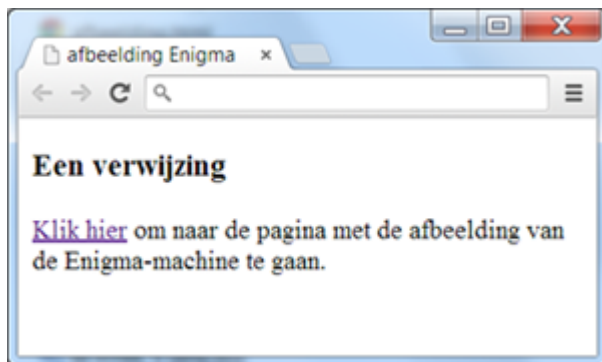 afbeelding Enigma
Een verwijzing
Klik hier om naar de pagina met de afbeelding van
de Enigma-machine te gaan.